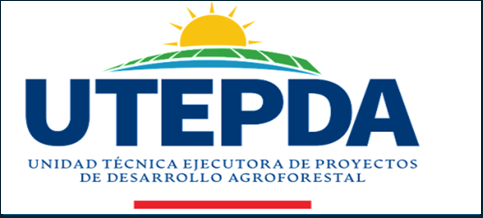 UTEPDA
UNIDAD TÉCNICA EJECUTORA DE PROYECTOS
DE DESARROLLO AGROFORESTAL